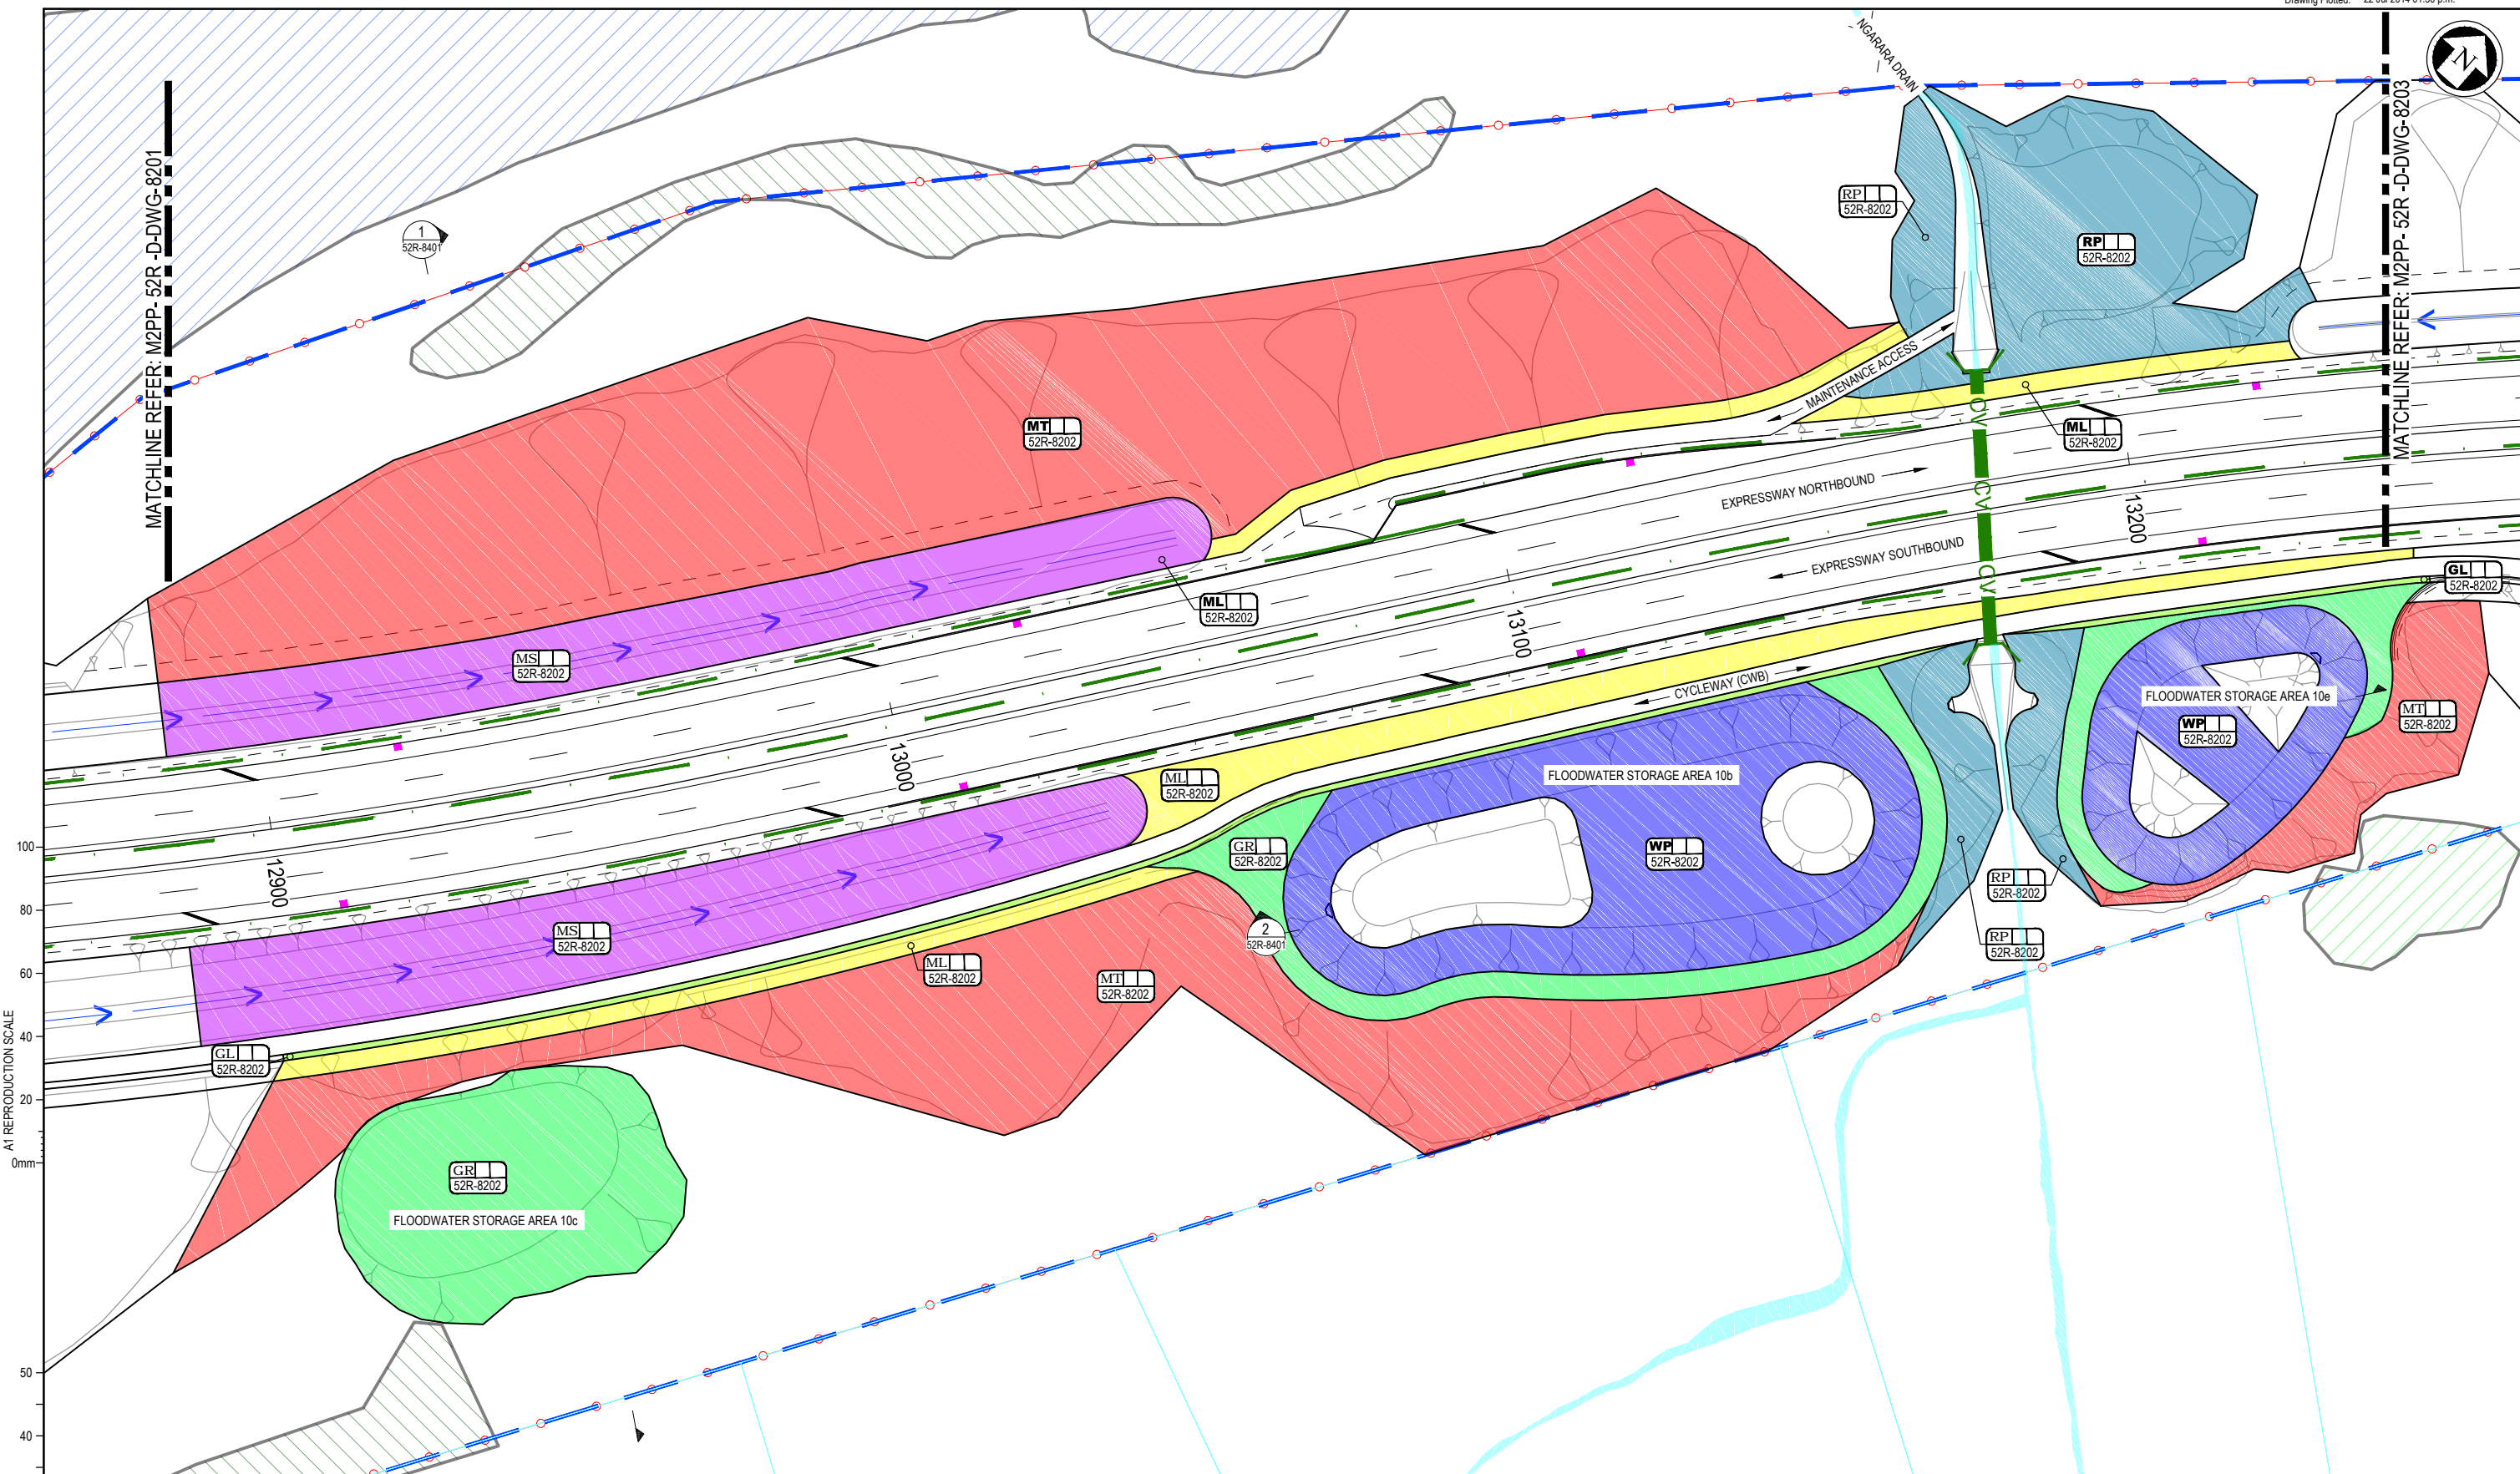 NGARARA DRAIN
N
MATCHLINE REFER: M2PP- 52R -D-DWG-8201
MATCHLINE REFER: M2PP- 52R -D-DWG-8203
1
52R-8401
RP
52R-8202
RP
52R-8202
MAINTENANCE ACCESS
MT
52R-8202
ML
52R-8202
CV
CV
CV
EXPRESSWAY NORTHBOUND
EXPRESSWAY SOUTHBOUND
13200
13100
13000
12900
GL
52R-8202
ML
52R-8202
MS
52R-8202
CYCLEWAY (CWB)
FLOODWATER STORAGE AREA 10e
WP
52R-8202
MT
52R-8202
ML
52R-8202
FLOODWATER STORAGE AREA 10b
GR
52R-8202
WP
52R-8202
RP
52R-8202
2
52R-8401
MS
52R-8202
RP
52R-8202
ML
52R-8202
MT
52R-8202
GL
52R-8202
GR
52R-8202
FLOODWATER STORAGE AREA 10c
A1 REPRODUCTION SCALE
100
80
60
40
20
0mm
50
40